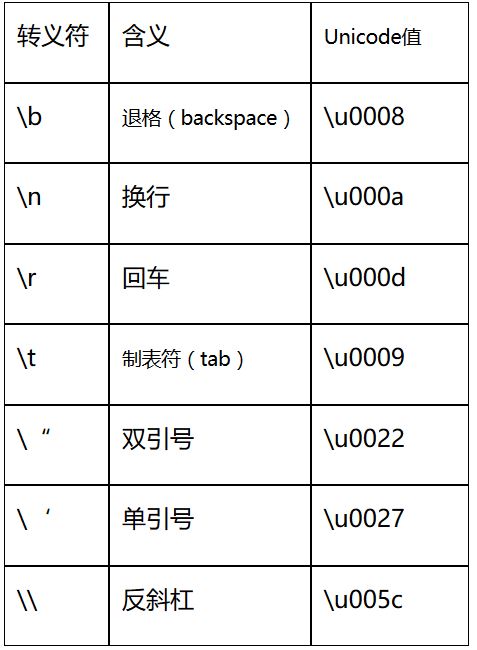 转义符 含义 Unicode值
\b 退格（backspace） \u0008
\n 换行 \u000a
\r 回车 \u000d
\t 制表符（tab） \u0009
\“ 双引号 \u0022
\‘ 单引号 \u0027
\\ 反斜杠 \u005c